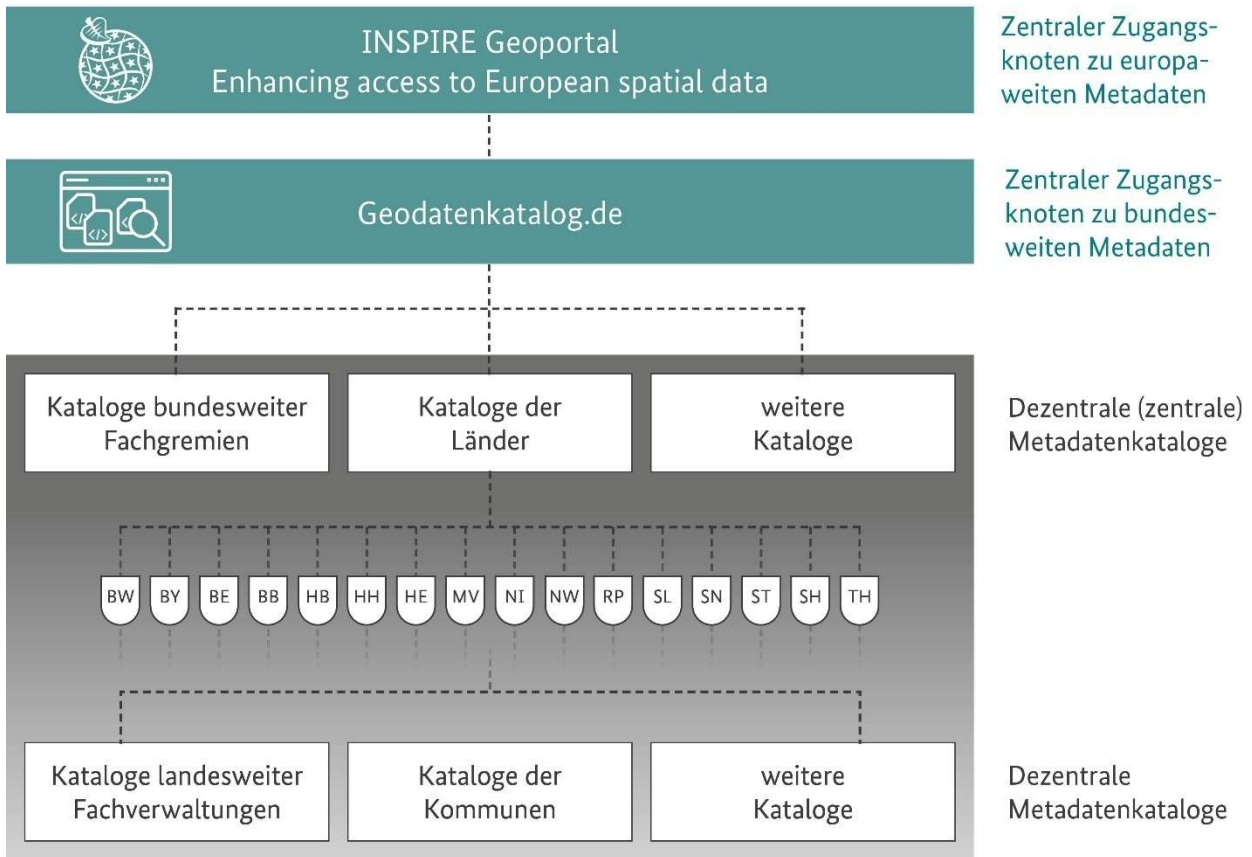 INSPIRE Geoportal
Enhancing access to European spatial data
Zentraler Zugangs-
knoten zu europa-
weiten Metadaten
Geodatenkatalog.de
Zentraler Zugangs-
knoten zu bundes-
weiten Metadaten
Kataloge bundesweiter
Fachgremien
Kataloge der
Länder
weitere
Kataloge
Dezentrale (zentrale)
Metadatenkataloge
BW BY BE BB HB HH HE MV NI NW RP SL SN ST SH TH
Kataloge landesweiter
Fachverwaltungen
Kataloge der
Kommunen
weitere
Kataloge
Dezentrale
Metadatenkataloge